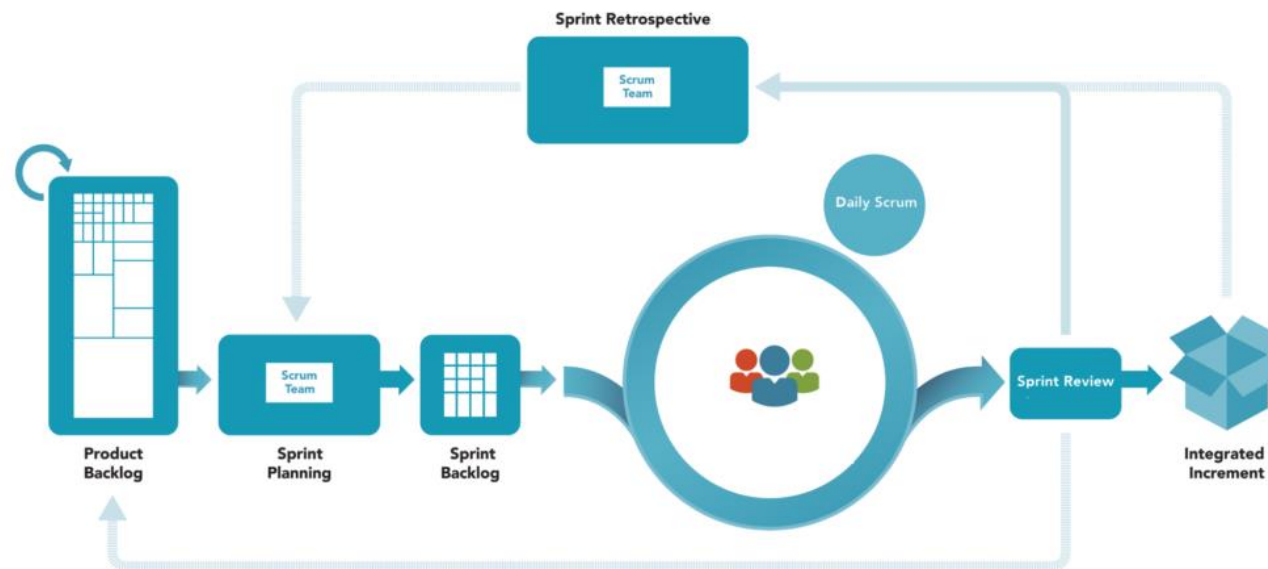 Sprint Retrospective
Scrum
Team
Daily Scrum
Scrum
Team
Sprint Review
Product
Backlog
Sprint
Planning
Sprint
Backlog
Integrated
Increment